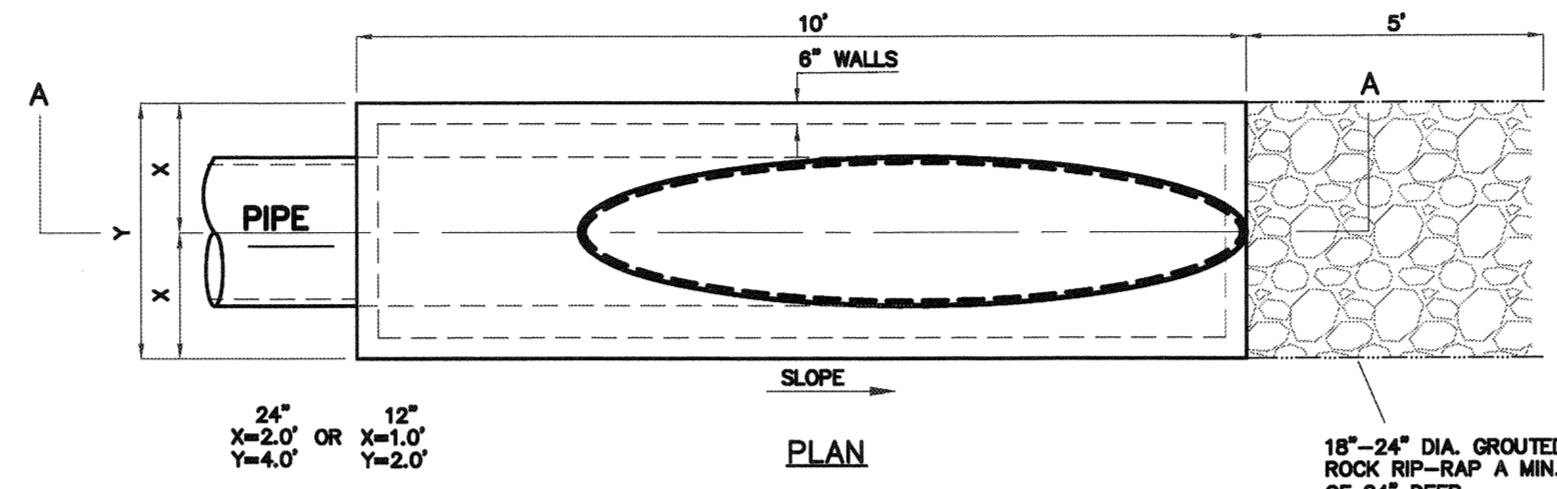 10'
5'
6" WALLS
A
A
X
Y
X
PIPE
SLOPE
24" 12"
X=2.0' OR X=1.0'
Y=4.0' Y=2.0'
PLAN
18"-24" DIA. GROUTED
ROCK RIP-RAP A MIN.